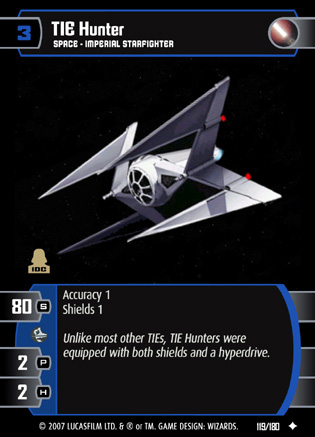 3
TIE Hunter
SPACE - IMPERIAL STARFIGHTER
IDC
80 S
Accuracy 1
Shields 1
Unlike most other TIEs, TIE Hunters were
equipped with both shields and a hyperdrive.
2 P
2 H
© 2007 LUCASFILM LTD. & ® or TM. GAME DESIGN: WIZARDS.
119/180